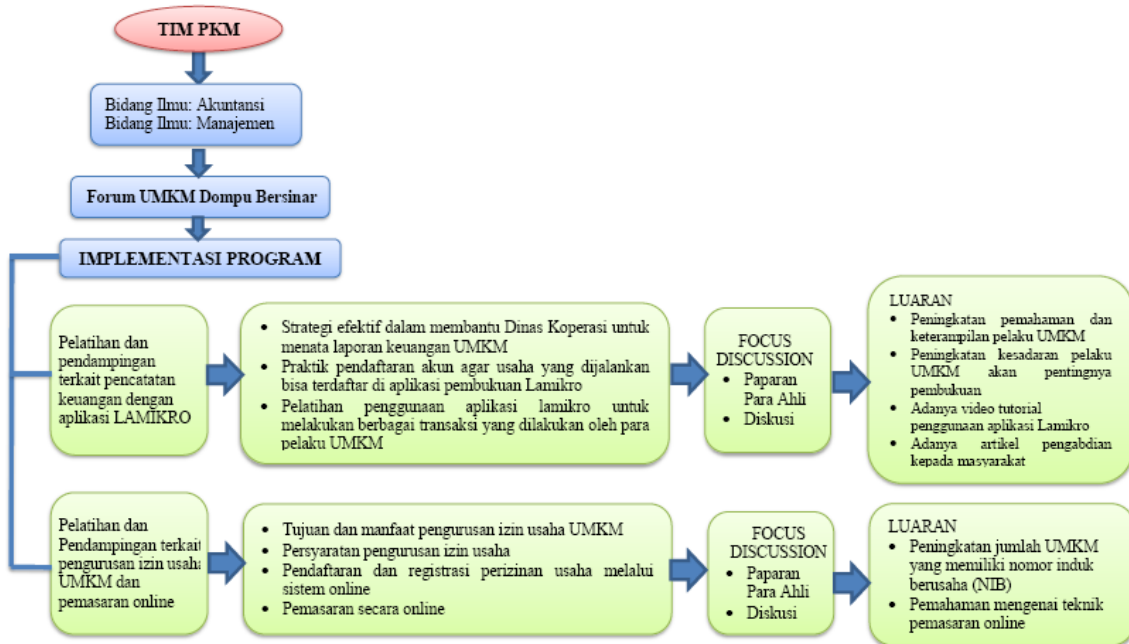 TIM PKM
Bidang Ilmu: Akuntansi
Bidang Ilmu: Manajemen
Forum UMKM Dompu Bersinar
IMPLEMENTASI PROGRAM
Pelatihan dan
pendampingan
terkait pencatatan
keuangan dengan
aplikasi LAMIKRO
• Strategi efektif dalam membantu Dinas Koperasi untuk
menata laporan keuangan UMKM
• Praktik pendaftaran akun agar usaha yang dijalankan
bisa terdaftar di aplikasi pembukuan Lamikro
• Pelatihan penggunaan aplikasi lamikro untuk
melakukan berbagai transaksi yang dilakukan oleh para
pelaku UMKM
FOCUS
DISCUSSION
• Paparan
Para Ahli
• Diskusi
LUARAN
• Peningkatan pemahaman dan
keterampilan pelaku UMKM
• Peningkatan kesadaran pelaku
UMKM akan pentingnya
pembukuan
• Adanya video tutorial
penggunaan aplikasi Lamikro
• Adanya artikel pengabdian
kepada masyarakat
Pelatihan dan
Pendampingan terkait
pengurusan izin usaha
UMKM dan
pemasaran online
• Tujuan dan manfaat pengurusan izin usaha UMKM
• Persyaratan pengurusan izin usaha
• Pendaftaran dan registrasi perizinan usaha melalui
sistem online
• Pemasaran secara online
FOCUS
DISCUSSION
• Paparan
Para Ahli
• Diskusi
LUARAN
• Peningkatan jumlah UMKM
yang memiliki nomor induk
berusaha (NIB)
• Pemahaman mengenai teknik
pemasaran online